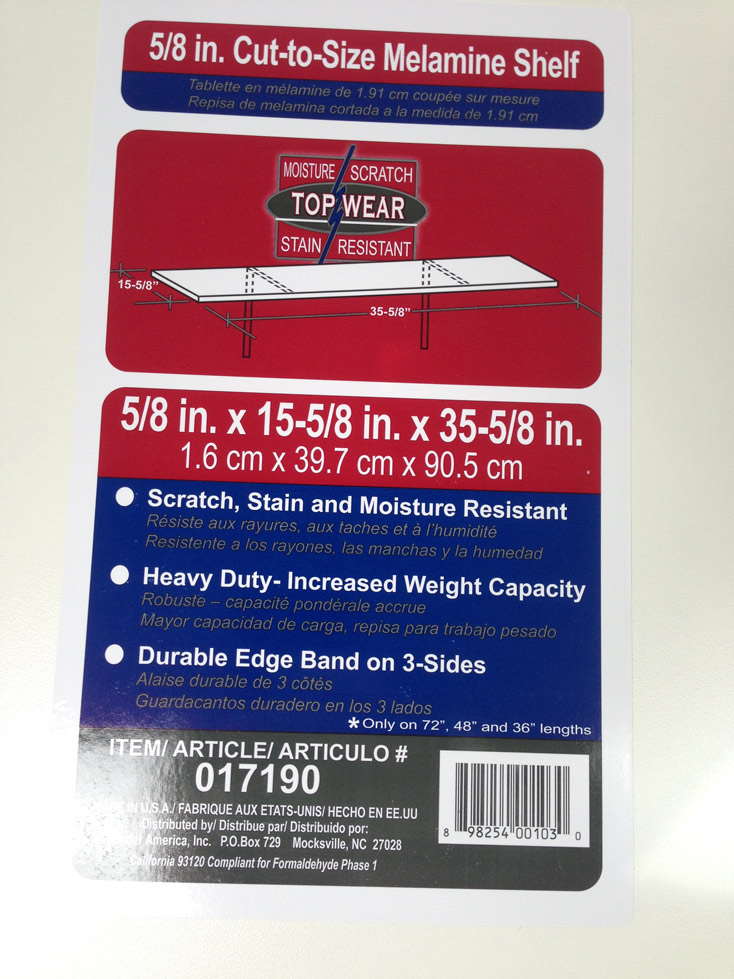 5/8 in. Cut-to-Size Melamine Shelf
Tablette en mélamine de 1.91 cm coupée sur mesure
Repisa de melamina cortada a la medida de 1.91 cm
MOISTURE SCRATCH
TOP WEAR
STAIN RESISTANT
15-5/8"
35-5/8"
5/8 in. x 15-5/8 in. x 35-5/8 in.
1.6 cm x 39.7 cm x 90.5 cm
Scratch, Stain and Moisture Resistant
Résiste aux rayures, aux taches et à l'humidité
Resistente a los rayones, las manchas y la humedad
Heavy Duty- Increased Weight Capacity
Robuste – capacité pondérale accrue
Mayor capacidad de carga, repisa para trabajo pesado
Durable Edge Band on 3-Sides
Alaise durable de 3 côtés
Guardacantos duradero en los 3 lados
* Only on 72", 48" and 36" lengths
ITEM/ ARTICLE/ ARTICULO #
017190
IN U.S.A./ FABRIQUE AUX ETATS-UNIS/ HECHO EN EE.UU
Distributed by/ Distribue par/ Distribuido por:
America, Inc. P.O.Box 729 Mocksville, NC 27028
California 93120 Compliant for Formaldehyde Phase 1
8 98254 00103 0